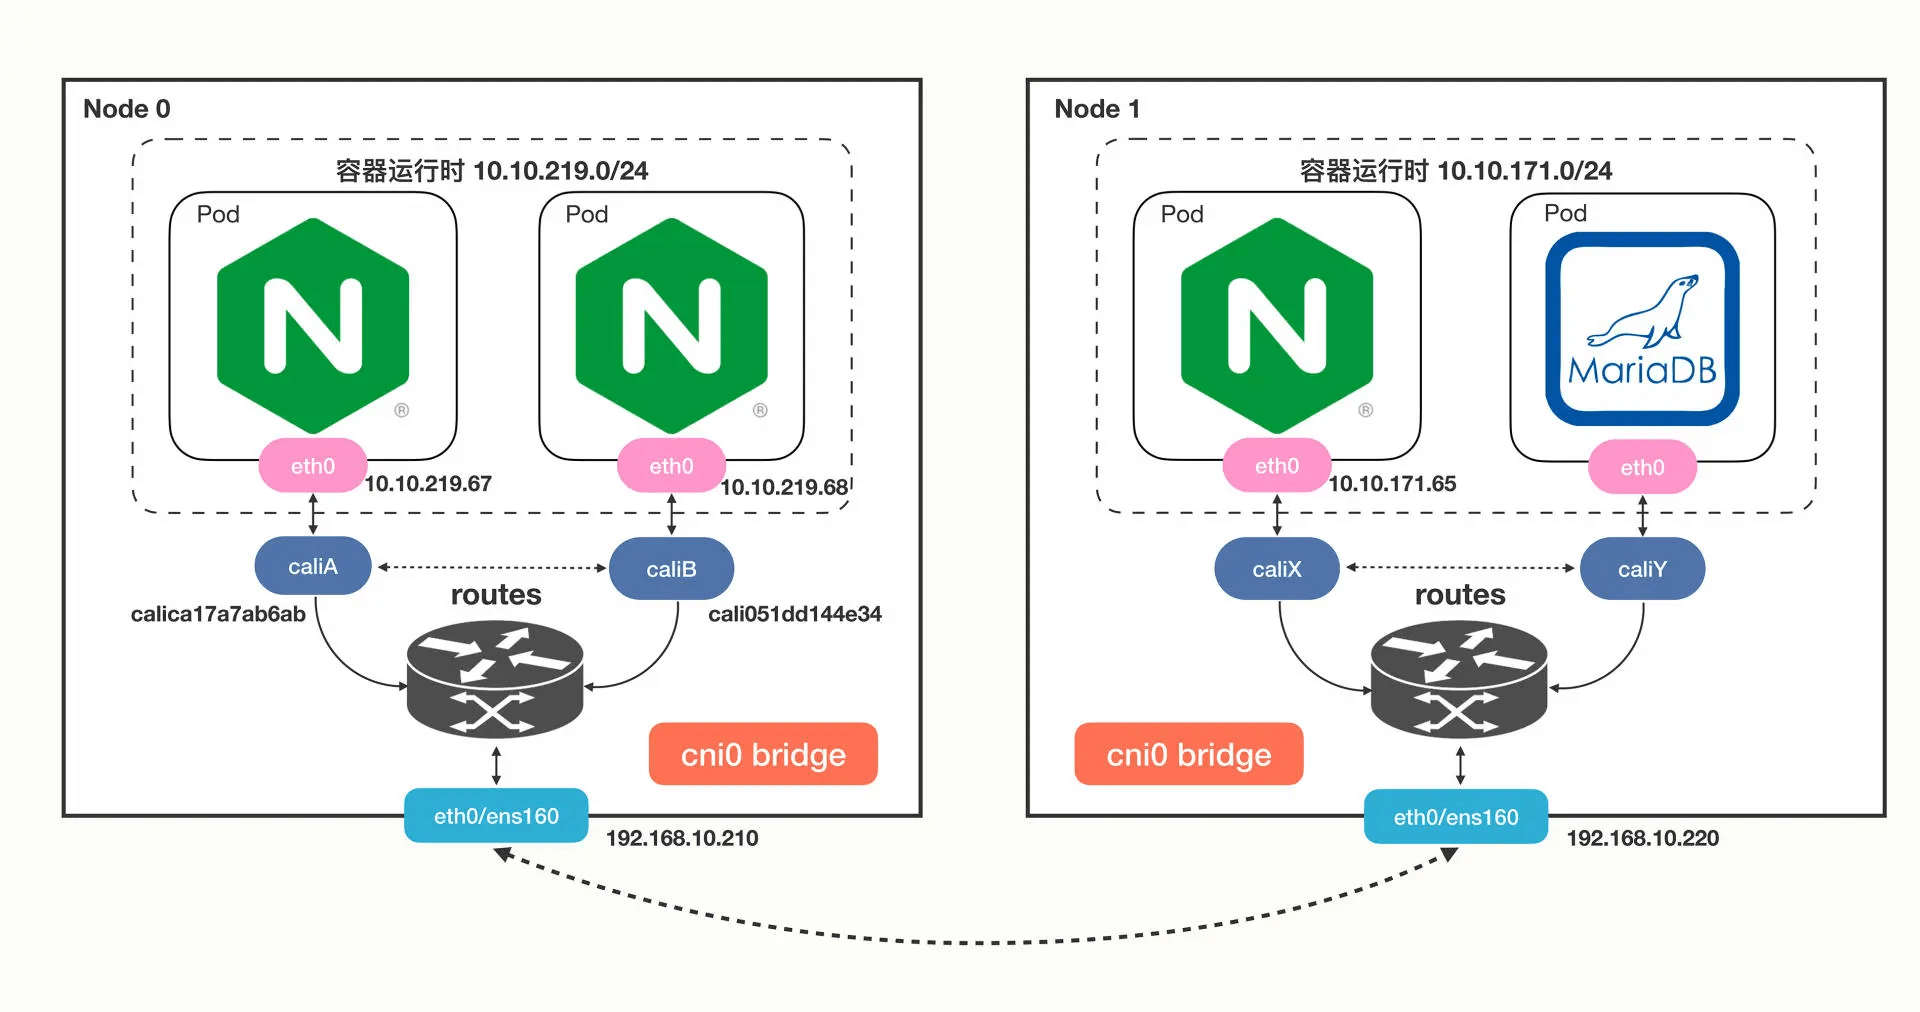 Node 0
容器运行时 10.10.219.0/24
Pod
Pod
®
®
eth0
10.10.219.67
eth0
10.10.219.68
caliA
caliB
calica17a7ab6ab
routes
cali051dd144e34
cni0 bridge
eth0/ens160
192.168.10.210
Node 1
容器运行时 10.10.171.0/24
Pod
Pod
MariaDB
®
eth0
10.10.171.65
eth0
caliX
caliY
routes
cni0 bridge
eth0/ens160
192.168.10.220